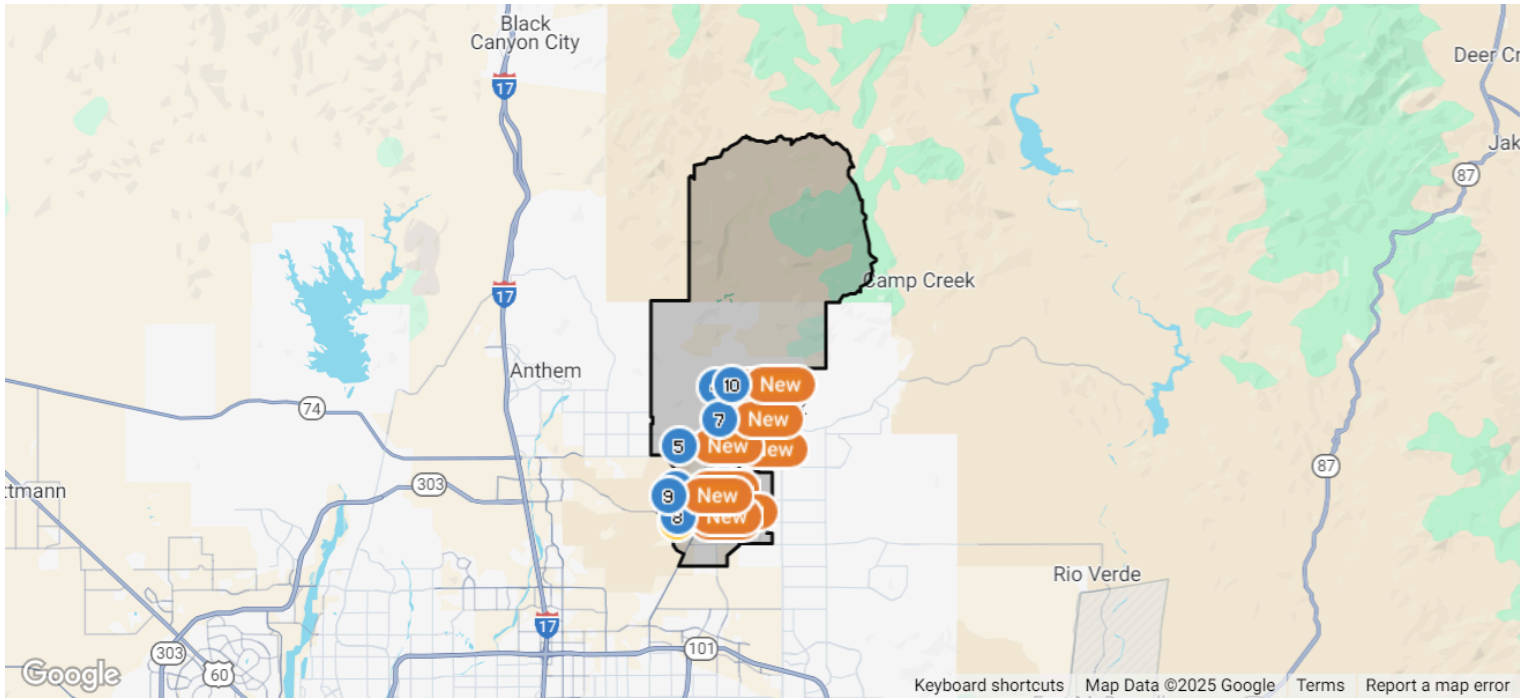 Black
Canyon City
17
Deer Cr
Jak
87
17
Camp Creek
Anthem
10
New
74
7
New
5
New
ew
87
303
ttmann
9
New
8
New
Rio Verde
17
303
60
101
Google
Keyboard shortcuts
Map Data ©2025 Google
Terms
Report a map error